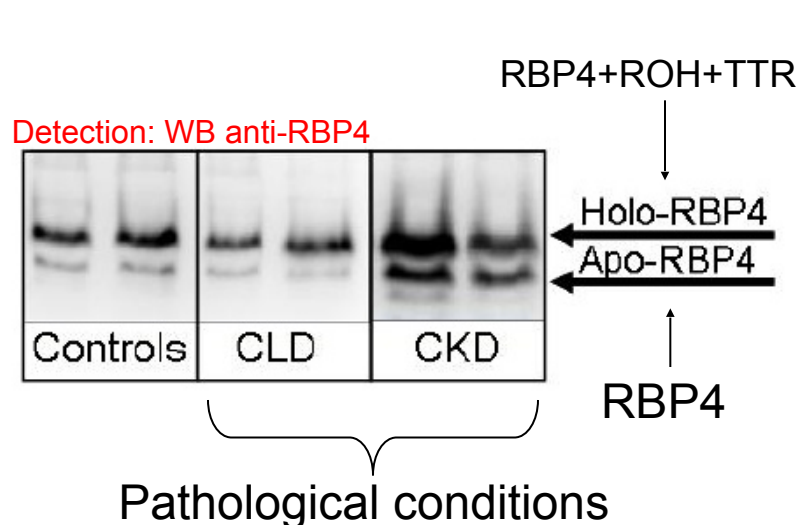 RBP4+ROH+TTR
Detection: WB anti-RBP4
Holo-RBP4
Apo-RBP4
Controls
CLD
CKD
RBP4
Pathological conditions